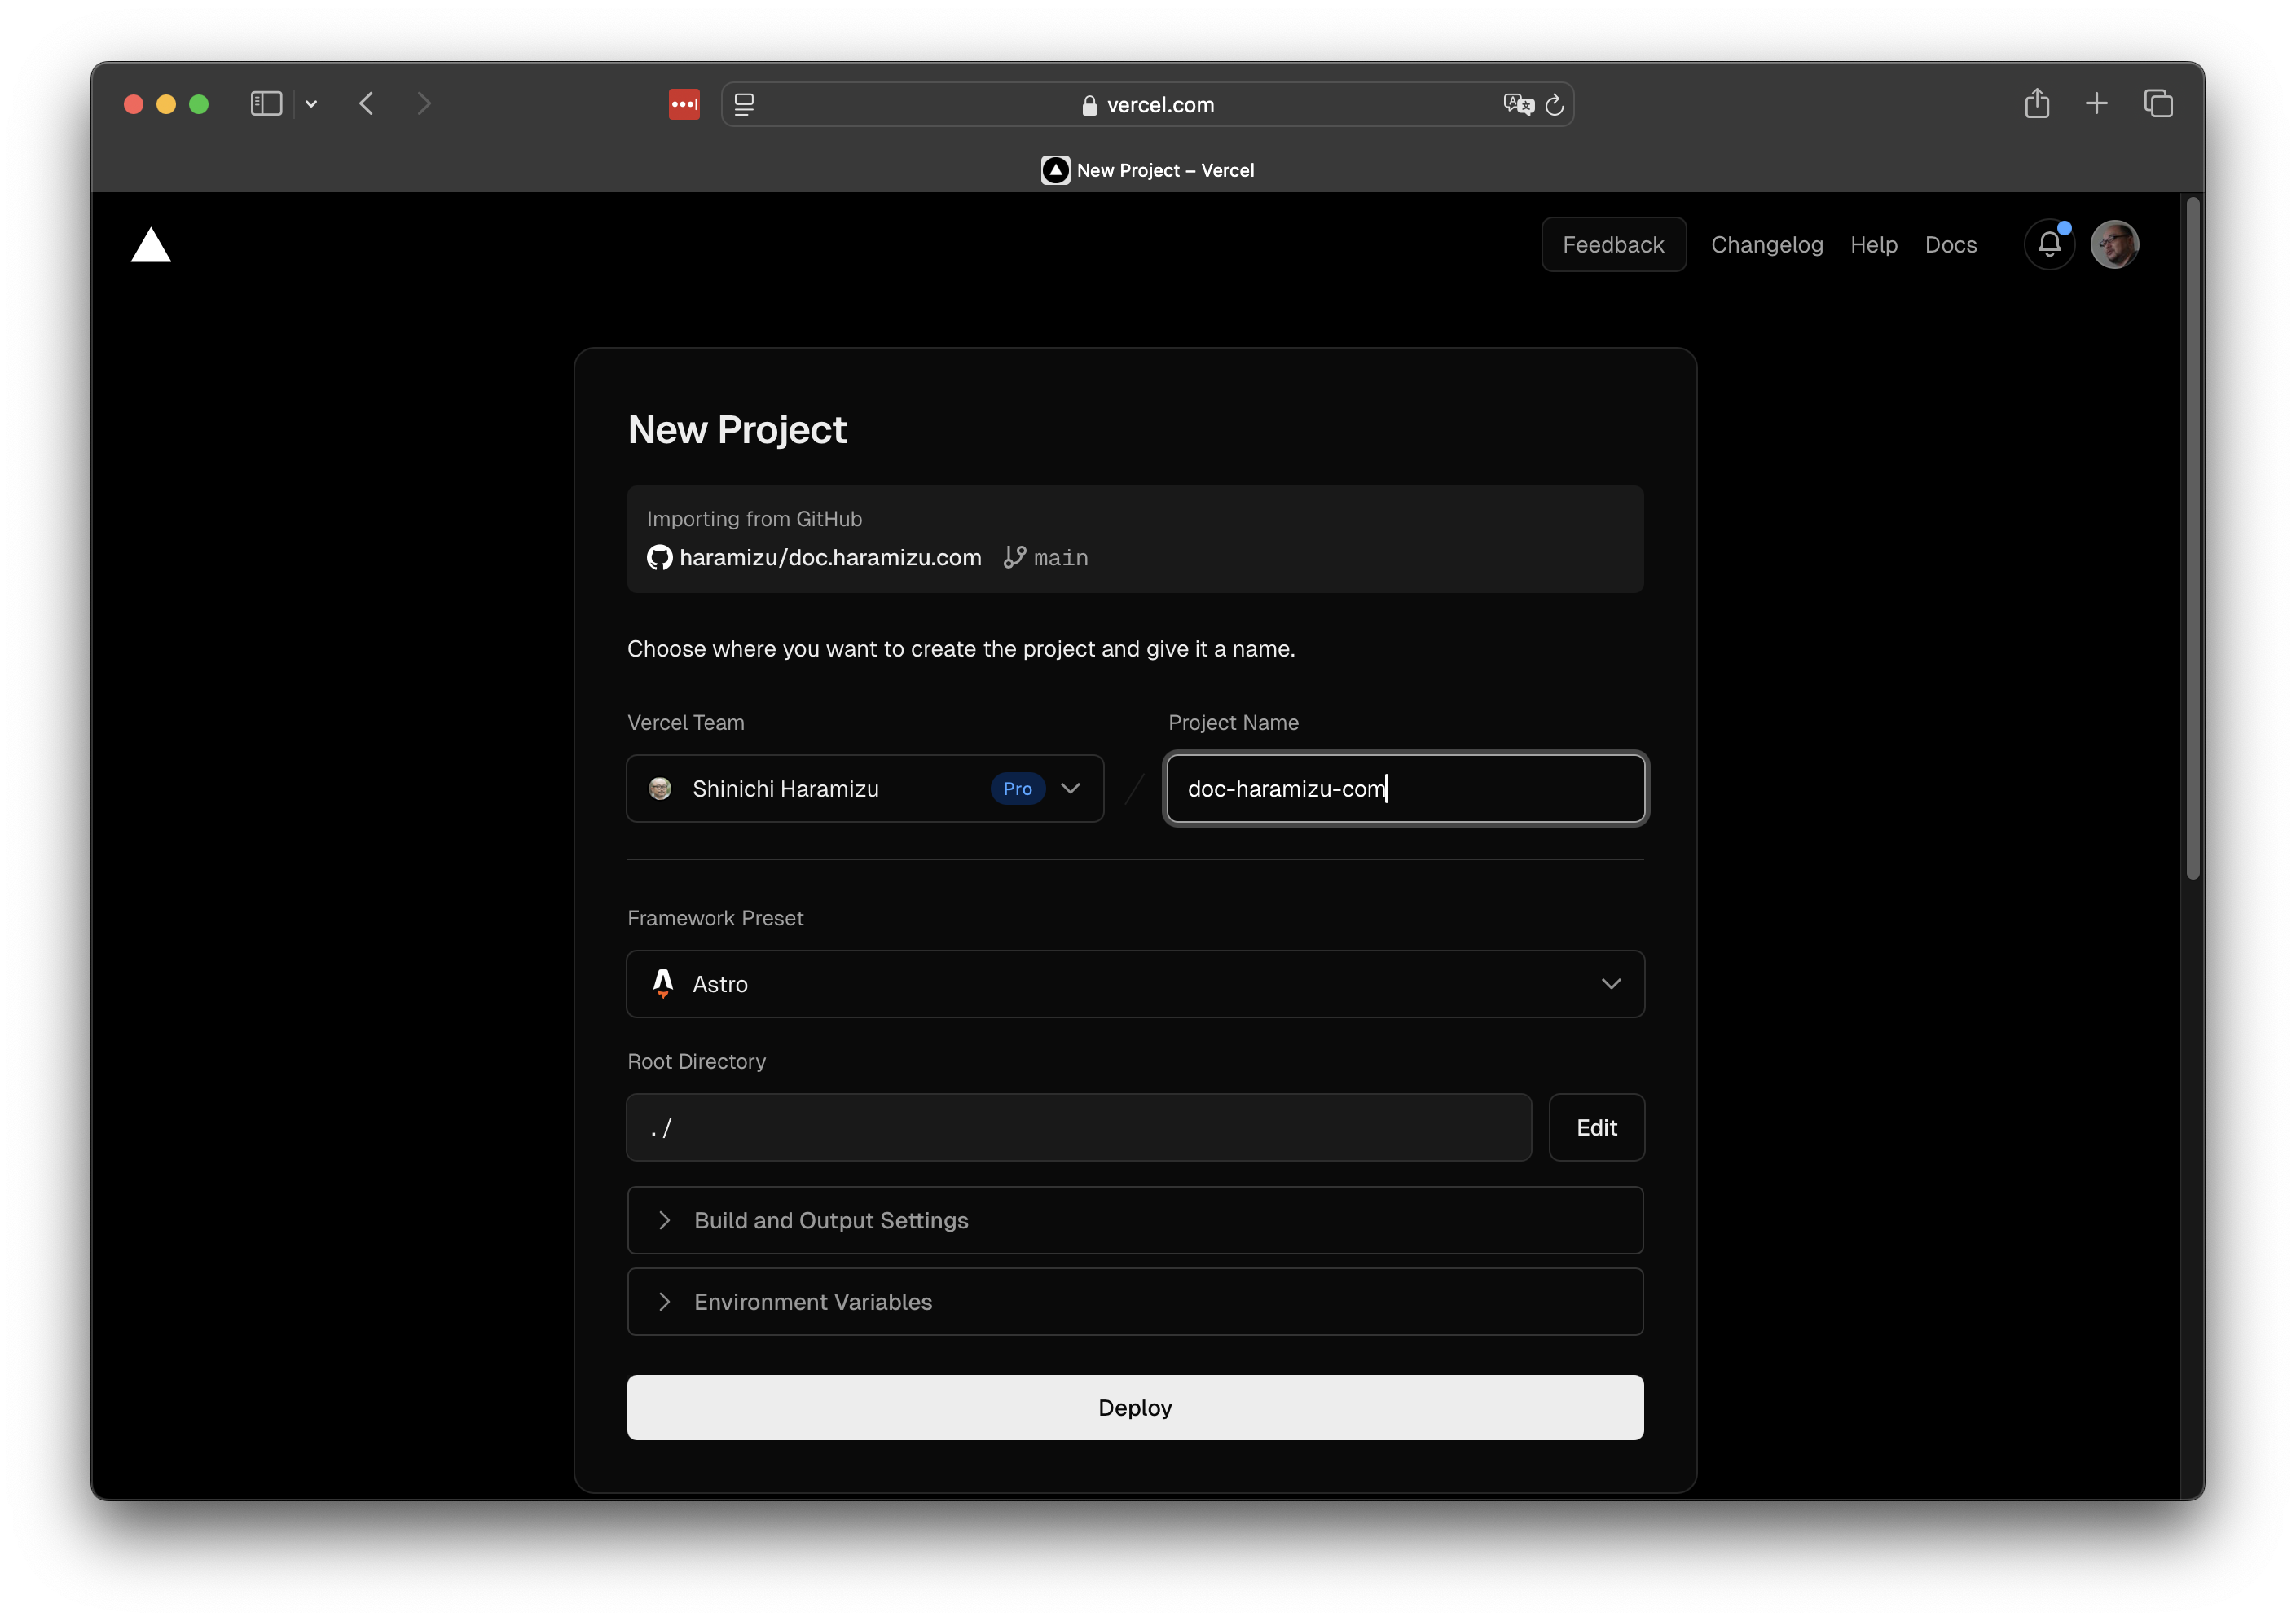 vercel.com
New Project – Vercel
Feedback Changelog Help Docs
New Project
Importing from GitHub
haramizu/doc.haramizu.com main
Choose where you want to create the project and give it a name.
Vercel Team Project Name
Shinichi Haramizu Pro / doc-haramizu-com
Framework Preset
Astro
Root Directory
./ Edit
Build and Output Settings
Environment Variables
Deploy